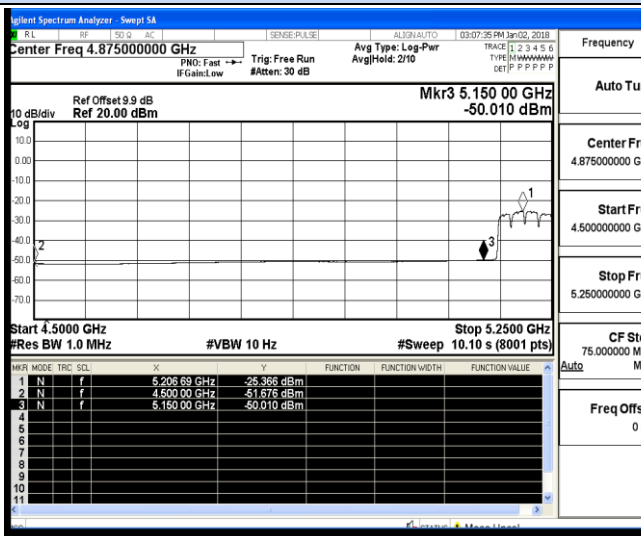 Agilent Spectrum Analyzer - Swept SA
RL RF 50 Ω AC SENSE:PULSE ALIGNAUTO 03:07:35 PM Jan 02, 2018
Center Freq 4.875000000 GHz
PNO: Fast
IFGain:Low
Trig: Free Run
#Atten: 30 dB
Avg Type: Log-Pwr
Avg|Hold: 2/10
TRACE 1 2 3 4 5 6
TYPE M WWWWW
DET P P P P P P
Frequency
Auto Tu
Center Fr
4.875000000 G
Start Fr
4.500000000 G
Stop Fr
5.250000000 G
CF St
75.000000 M
Auto M
Freq Offs
0
Mkr3 5.150 00 GHz
-50.010 dBm
Ref Offset 9.9 dB
10 dB/div Ref 20.00 dBm
Log
10.0
0.00
-10.0
-20.0
-30.0
-40.0
-50.0
-60.0
-70.0
1
2
3
Start 4.5000 GHz Stop 5.2500 GHz
#Res BW 1.0 MHz #VBW 10 Hz #Sweep 10.10 s (8001 pts)
MKR MODE TRC SCL X Y FUNCTION FUNCTION WIDTH FUNCTION VALUE
1 N f 5.206 69 GHz -25.366 dBm
2 N f 4.500 00 GHz -51.676 dBm
3 N f 5.150 00 GHz -50.010 dBm
4
5
6
7
8
9
10
11